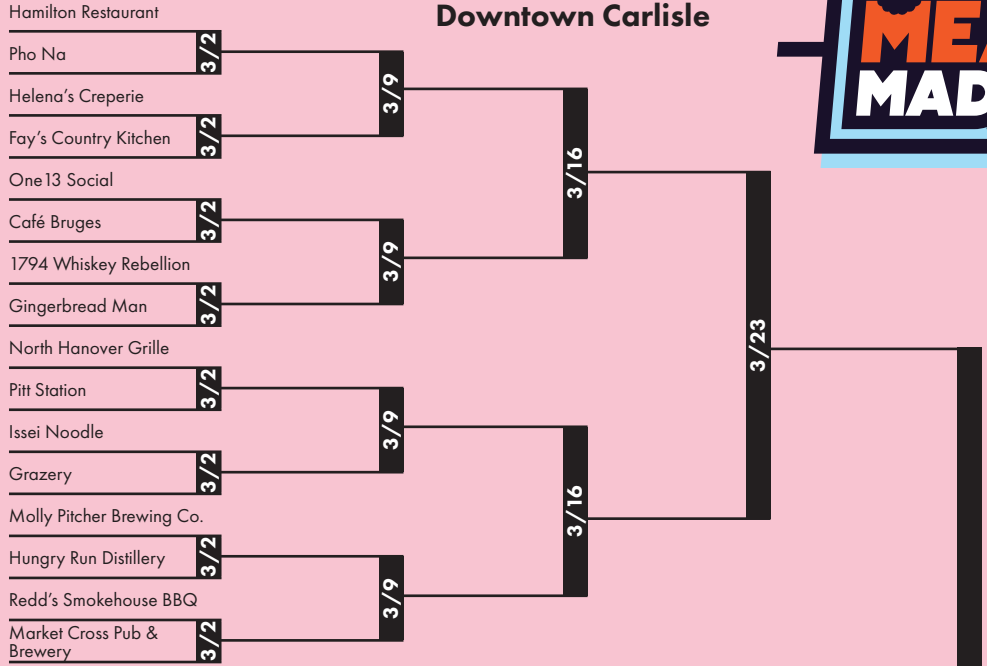 Downtown Carlisle
MAD
Hamilton Restaurant
Pho Na
3/2
Helena's Creperie
Fay's Country Kitchen
3/2
One13 Social
Café Bruges
3/2
1794 Whiskey Rebellion
Gingerbread Man
3/2
North Hanover Grille
Pitt Station
3/2
Issei Noodle
Grazery
3/2
Molly Pitcher Brewing Co.
Hungry Run Distillery
3/2
Redd's Smokehouse BBQ
Market Cross Pub &
Brewery
3/2
3/9
3/9
3/9
3/9
3/16
3/16
3/23